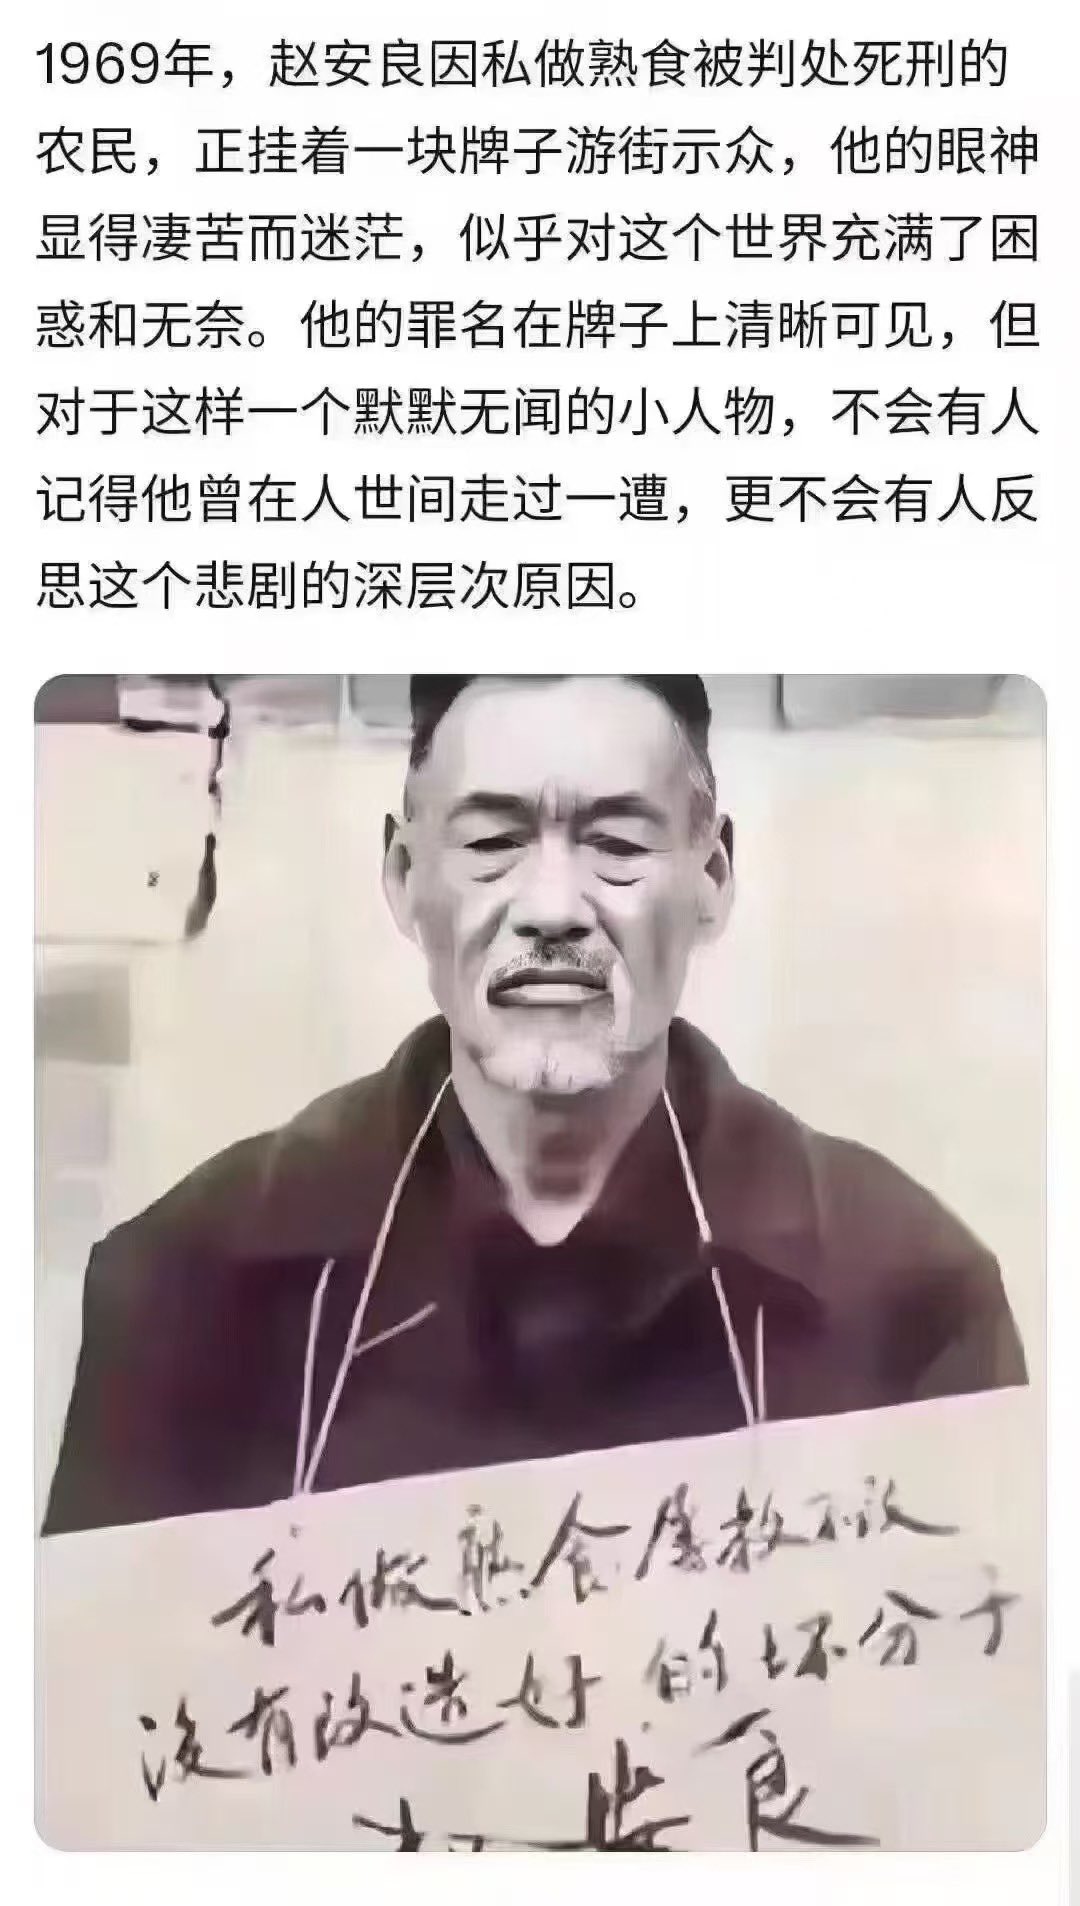 1969年，赵安良因私做熟食被判处死刑的
农民，正挂着一块牌子游街示众，他的眼神
显得凄苦而迷茫，似乎对这个世界充满了困
惑和无奈。他的罪名在牌子上清晰可见，但
对于这样一个默默无闻的小人物，不会有人
记得他曾在人世间走过一遭，更不会有人反
思这个悲剧的深层次原因。
私做熟食屡教不改
没有改造好的坏分子
安良